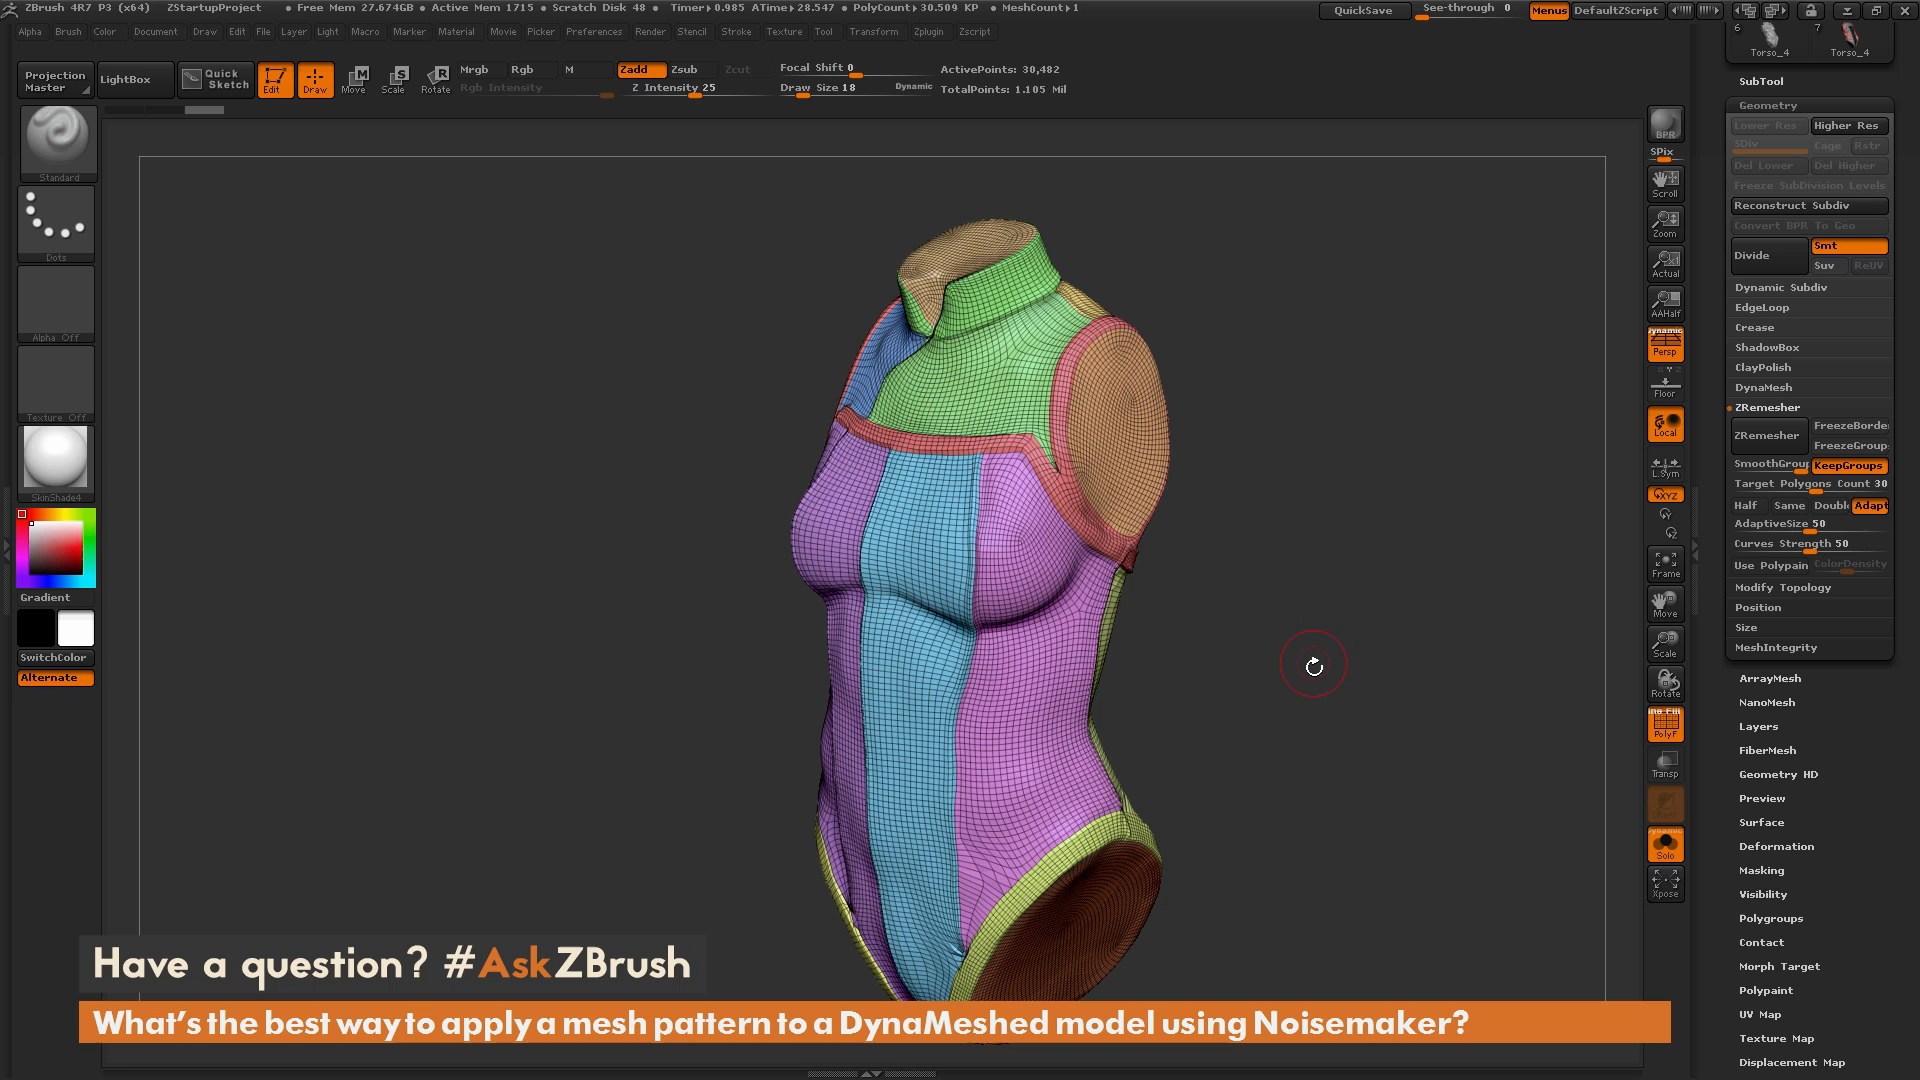 ZBrush 4R7 P3 (x64) ZStartupProject • Free Mem 27.674GB • Active Mem 1715 • Scratch Disk 48 • Timer▸0.985 ATime▸28.547 • PolyCount▸30.509 KP • MeshCount▸1 QuickSave See-through 0 Menus DefaultZScript
Alpha Brush Color Document Draw Edit File Layer Light Macro Marker Material Movie Picker Preferences Render Stencil Stroke Texture Tool Transform Zplugin Zscript
Projection Master
LightBox
Quick Sketch
Edit
Draw
Move
Scale
Rotate
Mrgb Rgb M
Rgb Intensity
Zadd Zsub Zcut
Z Intensity 25
Focal Shift 0
Draw Size 18
Dynamic
ActivePoints: 30,482
TotalPoints: 1.105 Mil
Standard
Dots
Alpha Off
Texture Off
SkinShade4
Gradient
SwitchColor
Alternate
BPR
SPix
Scroll
Zoom
Actual
AAHalf
Dynamic
Persp
Floor
Local
L.Sym
XYZ
Frame
Move
Scale
Rotate
PolyF
Transp
Dynamic
Solo
Xpose
6 7
Torso_4 Torso_4
SubTool
Geometry
Lower Res Higher Res
SDiv Cage Rstr
Del Lower Del Higher
Freeze SubDivision Levels
Reconstruct Subdiv
Convert BPR To Geo
Divide Smt
Suv ReUV
Dynamic Subdiv
EdgeLoop
Crease
ShadowBox
ClayPolish
DynaMesh
ZRemesher
ZRemesher FreezeBorde
FreezeGroup
SmoothGrou KeepGroups
Target Polygons Count 30
Half Same Doubl Adapt
AdaptiveSize 50
Curves Strength 50
Use Polypain ColorDensity
Modify Topology
Position
Size
MeshIntegrity
ArrayMesh
NanoMesh
Layers
FiberMesh
Geometry HD
Preview
Surface
Deformation
Masking
Visibility
Polygroups
Contact
Morph Target
Polypaint
UV Map
Texture Map
Displacement Map
Have a question? #AskZBrush
What's the best way to apply a mesh pattern to a DynaMeshed model using Noisemaker?